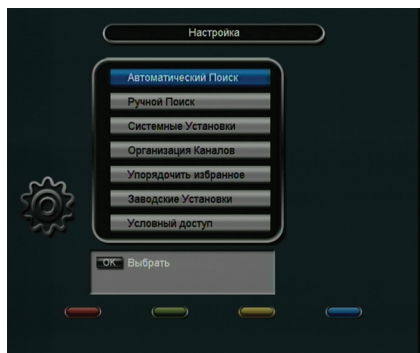 Настройка
Автоматический Поиск
Ручной Поиск
Системные Установки
Организация Каналов
Упорядочить избранное
Заводские Установки
Условный доступ
OK Выбрать